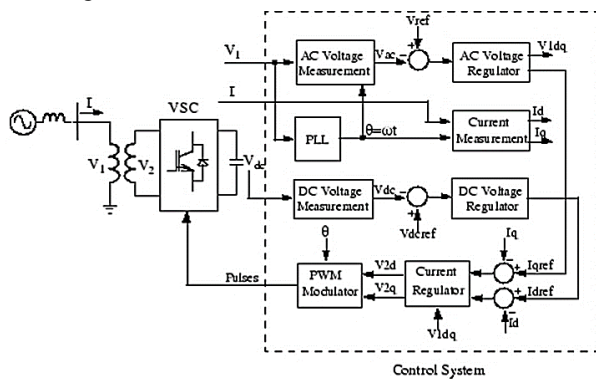 Vref
V1
AC Voltage
Measurement
Vac
AC Voltage
Regulator
V1dq
I
VSC
I
Current
Measurement
Id
Iq
PLL
θ=ωt
V1
V2
Vdc
DC Voltage
Measurement
Vdc
DC Voltage
Regulator
Vdcref
θ
Iq
Pulses
PWM
Modulator
V2d
V2q
Current
Regulator
Iqref
Idref
V1dq
Id
Control System